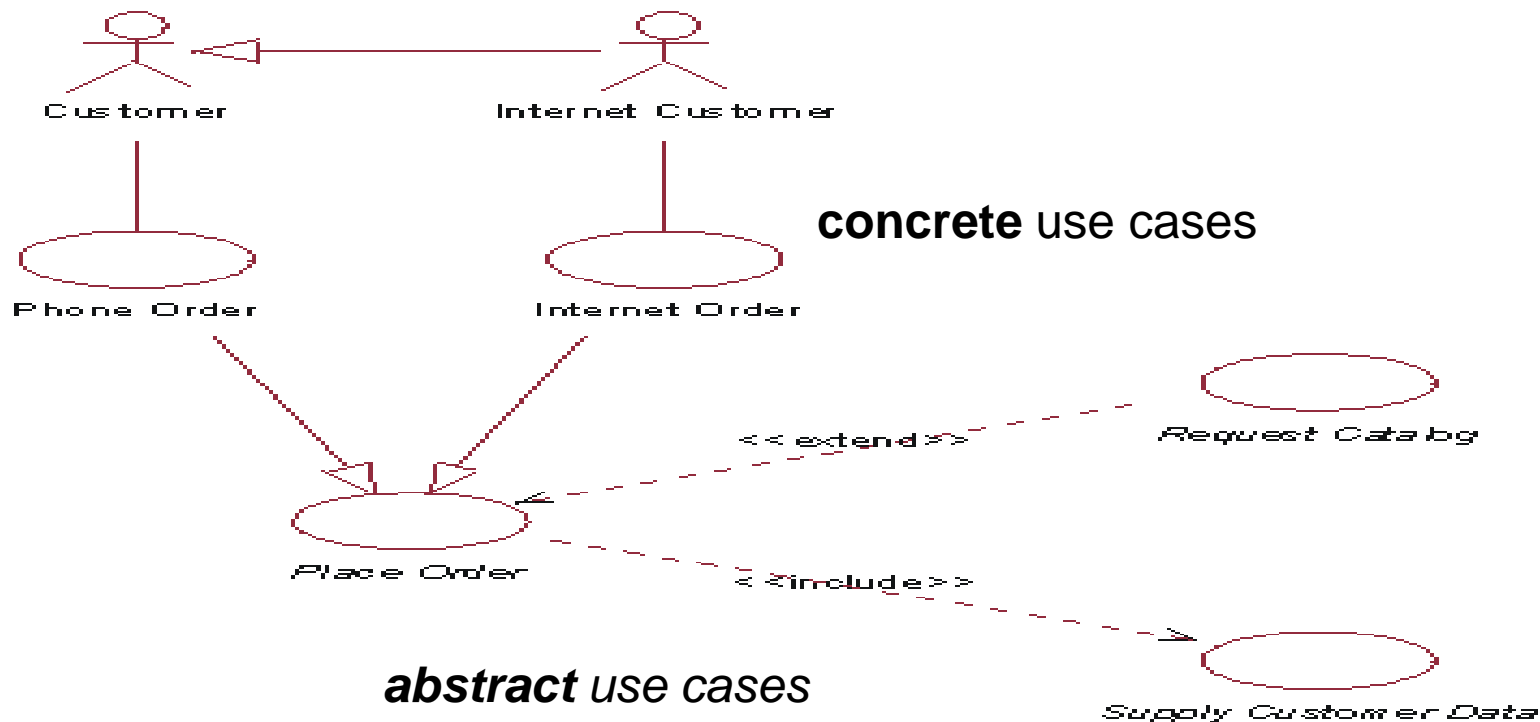 Customer
Internet Customer
concrete use cases
Phone Order
Internet Order
<<extend>>
Request Catalog
Place Order
<<include>>
abstract use cases
Supply Customer Data